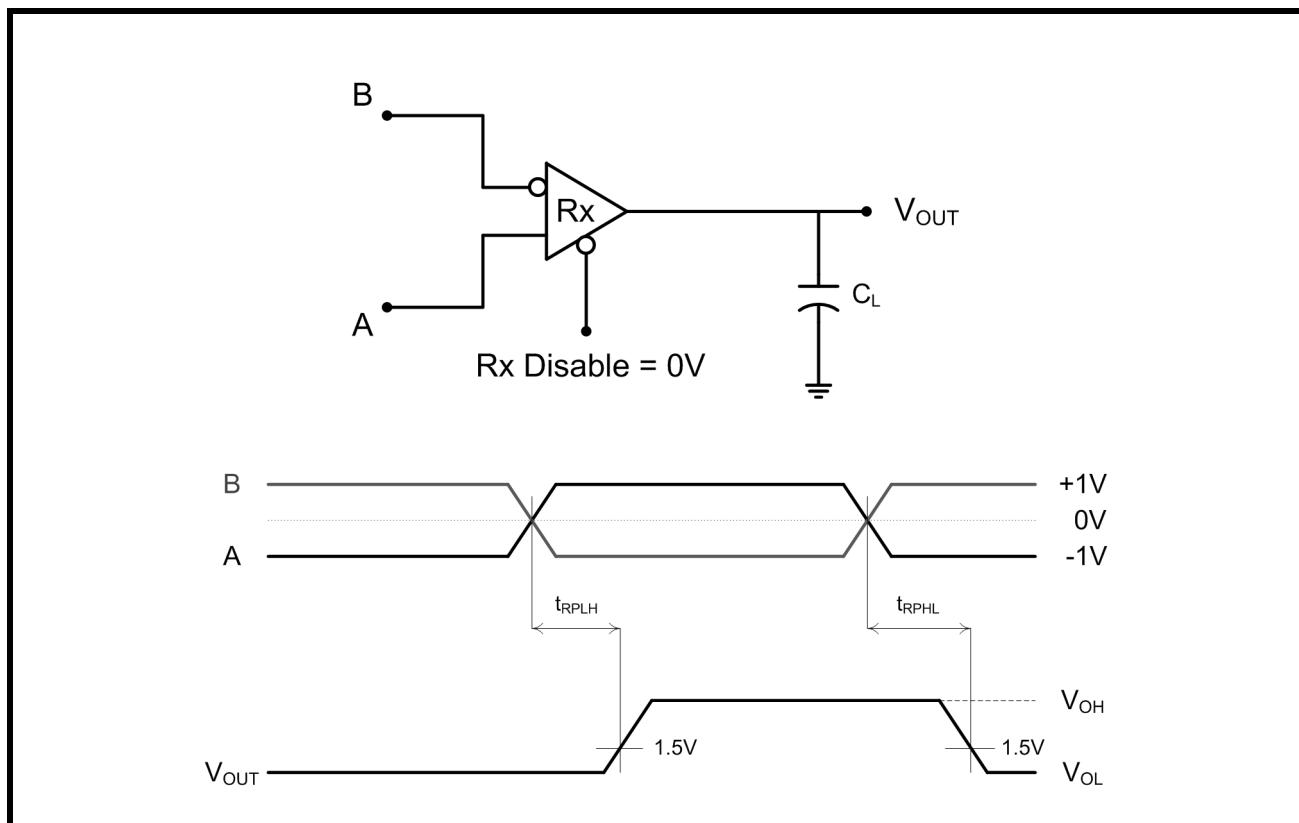 B
Rx
V_OUT
C_L
A
Rx Disable = 0V
B
+1V
0V
A
-1V
t_RPLH
t_RPHL
V_OH
1.5V
1.5V
V_OUT
V_OL